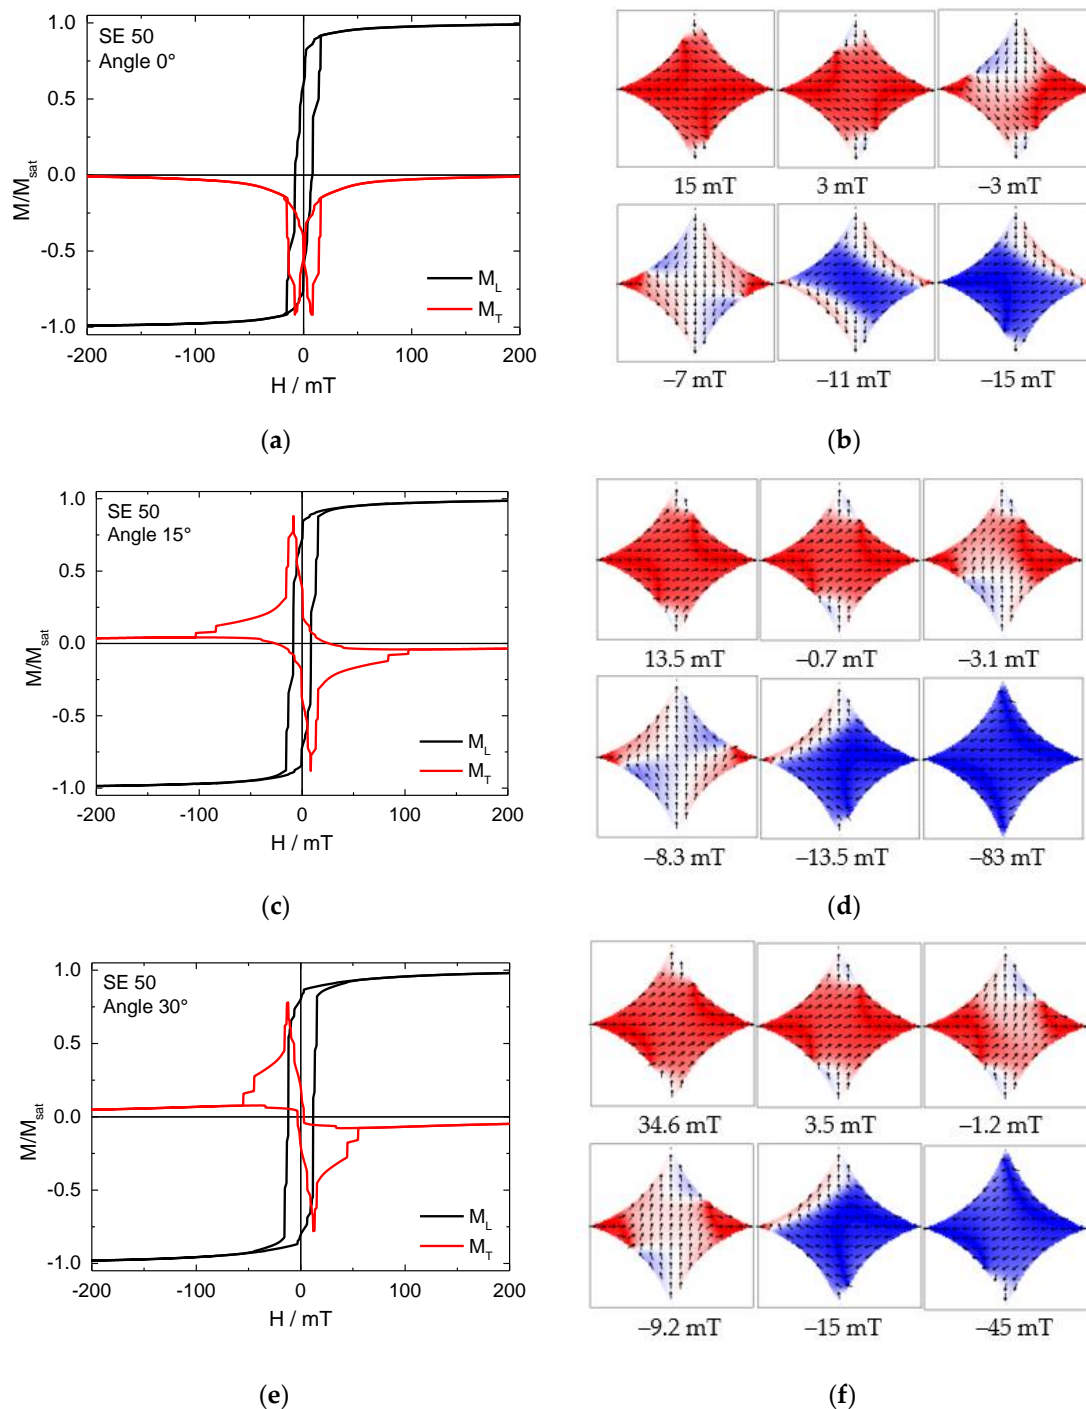 SE 50
Angle 0°
1.0
0.5
0.0
-0.5
-1.0
M/M_sat
M_L
M_T
-200 -100 0 100 200
H / mT
(a)
15 mT 3 mT −3 mT
−7 mT −11 mT −15 mT
(b)
SE 50
Angle 15°
1.0
0.5
0.0
-0.5
-1.0
M/M_sat
M_L
M_T
-200 -100 0 100 200
H / mT
(c)
13.5 mT −0.7 mT −3.1 mT
−8.3 mT −13.5 mT −83 mT
(d)
SE 50
Angle 30°
1.0
0.5
0.0
-0.5
-1.0
M/M_sat
M_L
M_T
-200 -100 0 100 200
H / mT
(e)
34.6 mT 3.5 mT −1.2 mT
−9.2 mT −15 mT −45 mT
(f)